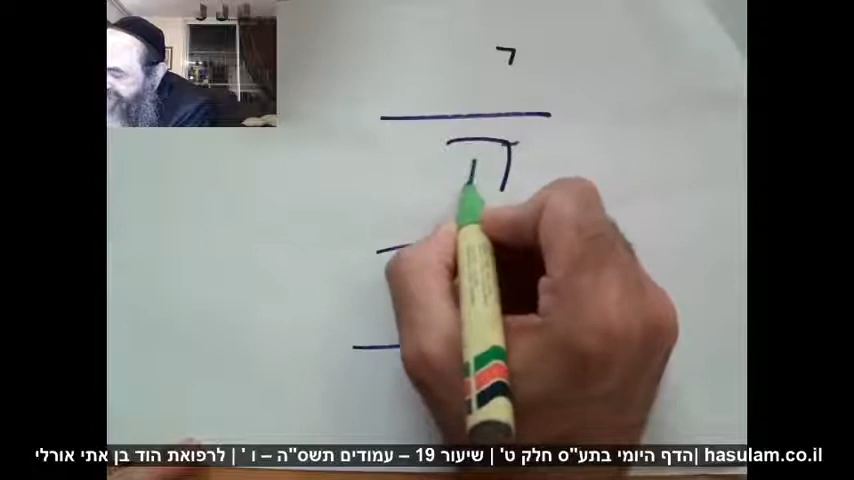 י
ה
hasulam.co.il | הדף היומי בתע"ס חלק ט' | שיעור 19 – עמודים תשס"ה – ו ' | לרפואת הוד בן אתי אורלי